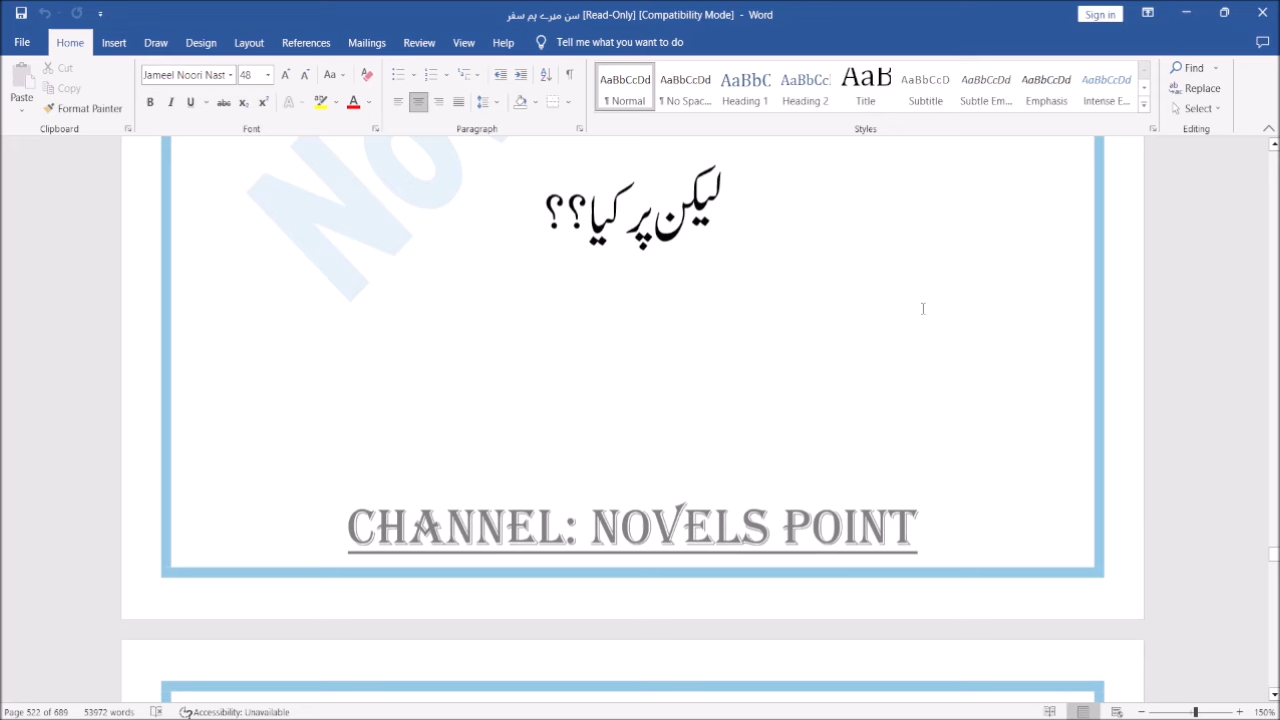 سن میرے ہم سفر [Read-Only] [Compatibility Mode] - Word
Sign in
File Home Insert Draw Design Layout References Mailings Review View Help Tell me what you want to do
Paste
Cut
Copy
Format Painter
Clipboard
Jameel Noori Nast 48
Font
Paragraph
AaBbCcDd AaBbCcDd AaBbC AaBbCc AaB AaBbCcD AaBbCcDd AaBbCcDd AaBbCcDd
¶ Normal ¶ No Spac... Heading 1 Heading 2 Title Subtitle Subtle Em... Emphasis Intense E...
Styles
Find
Replace
Select
Editing
لیکن پر کیا؟؟
CHANNEL: NOVELS POINT
Page 522 of 689 53972 words Accessibility: Unavailable 150%